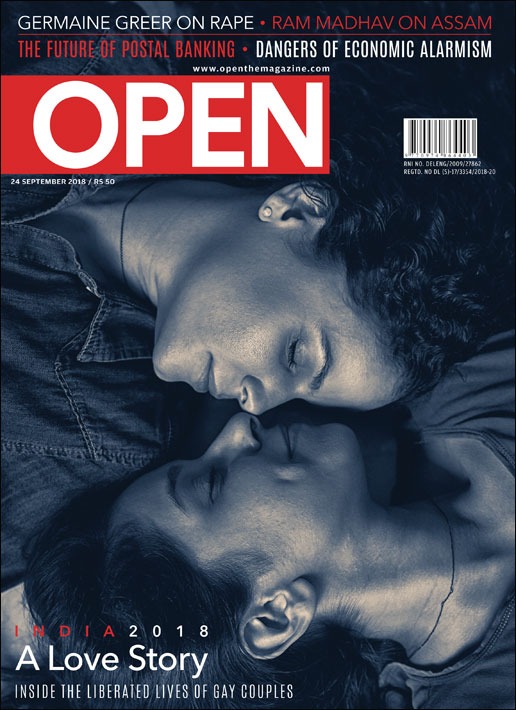 GERMAINE GREER ON RAPE • RAM MADHAV ON ASSAM
THE FUTURE OF POSTAL BANKING • DANGERS OF ECONOMIC ALARMISM
www.openthemagazine.com
OPEN
24 SEPTEMBER 2018 / RS 50
RNI NO. DELENG/2009/27862
REGTD. NO DL (S)-17/3354/2018-20
INDIA 2018
A Love Story
INSIDE THE LIBERATED LIVES OF GAY COUPLES